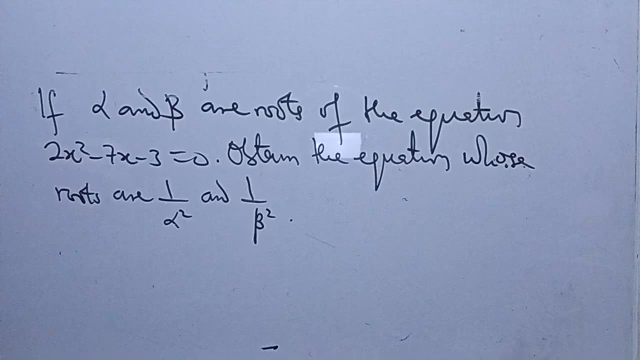 If α and β are roots of the equation
2x²-7x-3=0. Obtain the equation whose
roots are 1/α² and 1/β².